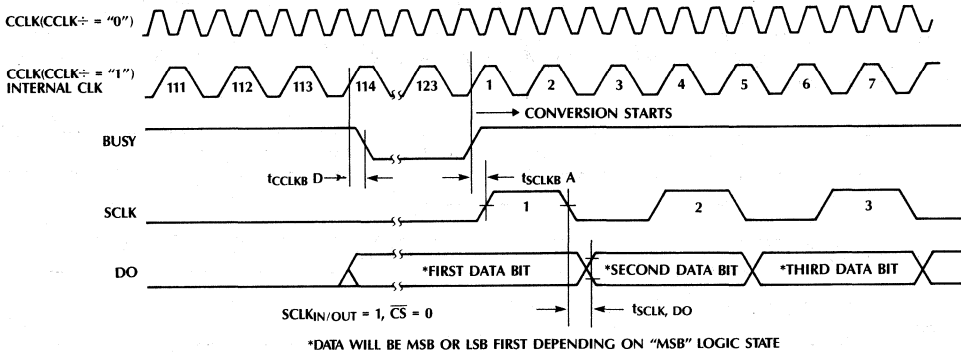 CCLK(CCLK÷ = “0”)
CCLK(CCLK÷ = “1”)
INTERNAL CLK
111 112 113 114 123 1 2 3 4 5 6 7
CONVERSION STARTS
BUSY
tCCLKB D
tSCLKB A
SCLK
1 2 3
DO
*FIRST DATA BIT *SECOND DATA BIT *THIRD DATA BIT
SCLKIN/OUT = 1, C̅S̅ = 0
tSCLK, DO
*DATA WILL BE MSB OR LSB FIRST DEPENDING ON “MSB” LOGIC STATE